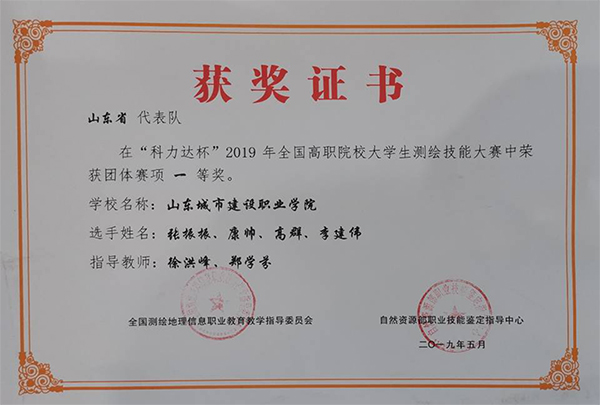 获奖证书
山东省 代表队
在“科力达杯”2019年全国高职院校大学生测绘技能大赛中荣
获团体赛项 一 等奖。
学校名称：山东城市建设职业学院
选手姓名：张振振、康帅、高群、李建伟
指导教师：徐洪峰、郑学芬
全国测绘地理信息职业教育教学指导委员会
自然资源部职业技能鉴定指导中心
二〇一九年五月